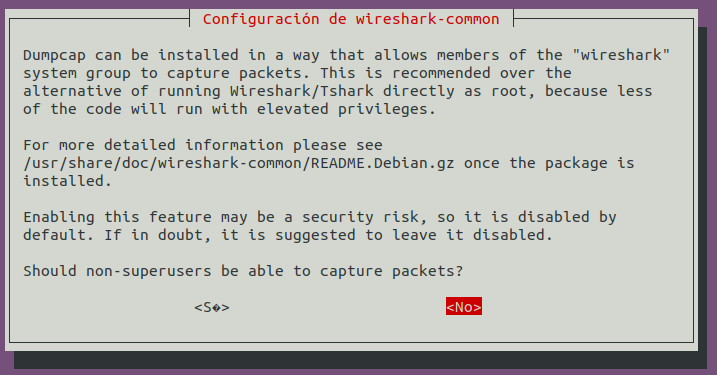 Configuración de wireshark-common
Dumpcap can be installed in a way that allows members of the "wireshark"
system group to capture packets. This is recommended over the
alternative of running Wireshark/Tshark directly as root, because less
of the code will run with elevated privileges.
For more detailed information please see
/usr/share/doc/wireshark-common/README.Debian.gz once the package is
installed.
Enabling this feature may be a security risk, so it is disabled by
default. If in doubt, it is suggested to leave it disabled.
Should non-superusers be able to capture packets?
<S�> <No>